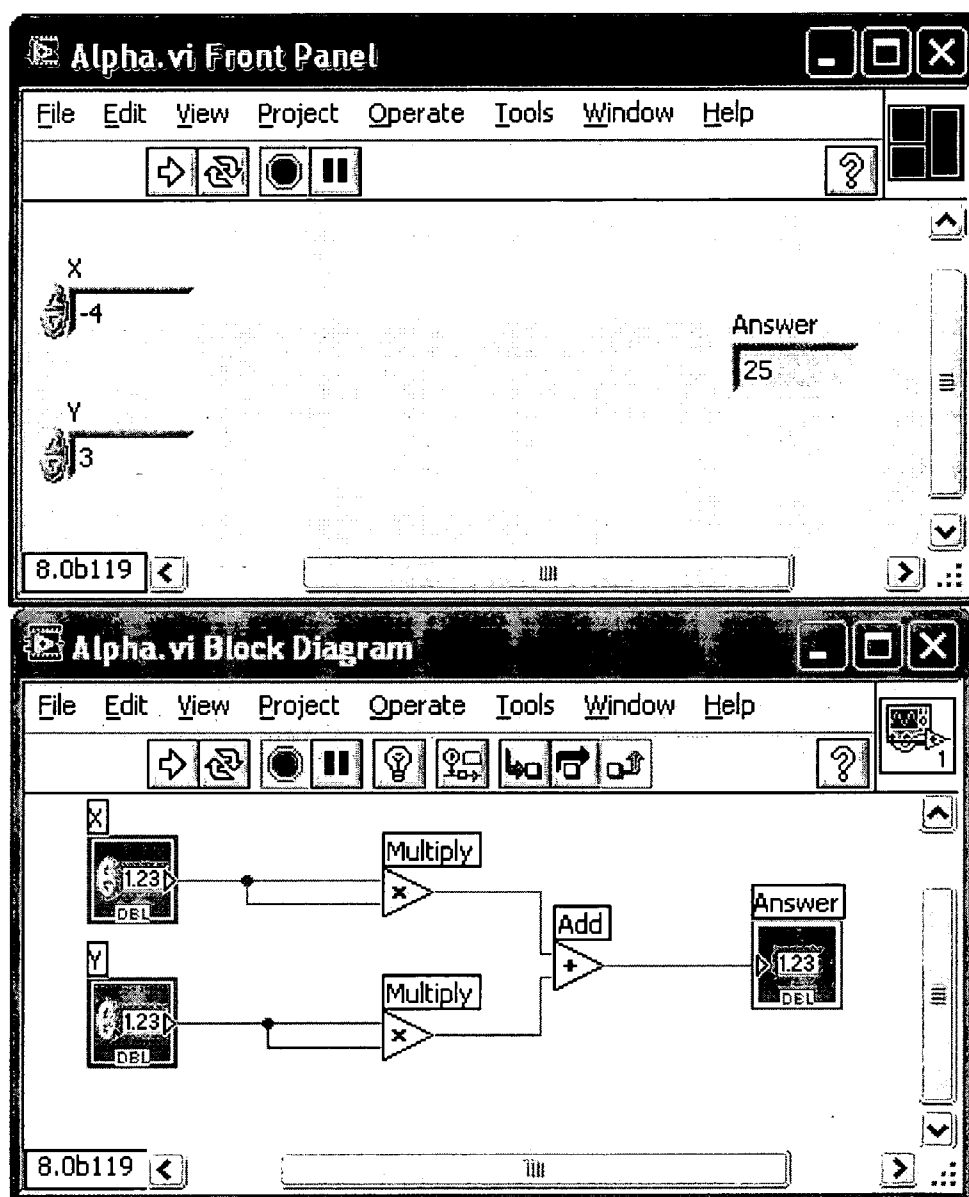 Alpha.vi Front Panel
File Edit View Project Operate Tools Window Help
?
X
-4
Answer
25
Y
3
8.0b119
Alpha.vi Block Diagram
File Edit View Project Operate Tools Window Help
?
1
X
1.23
DBL
Multiply
×
Add
+
Answer
1.23
DBL
Y
1.23
DBL
Multiply
×
8.0b119